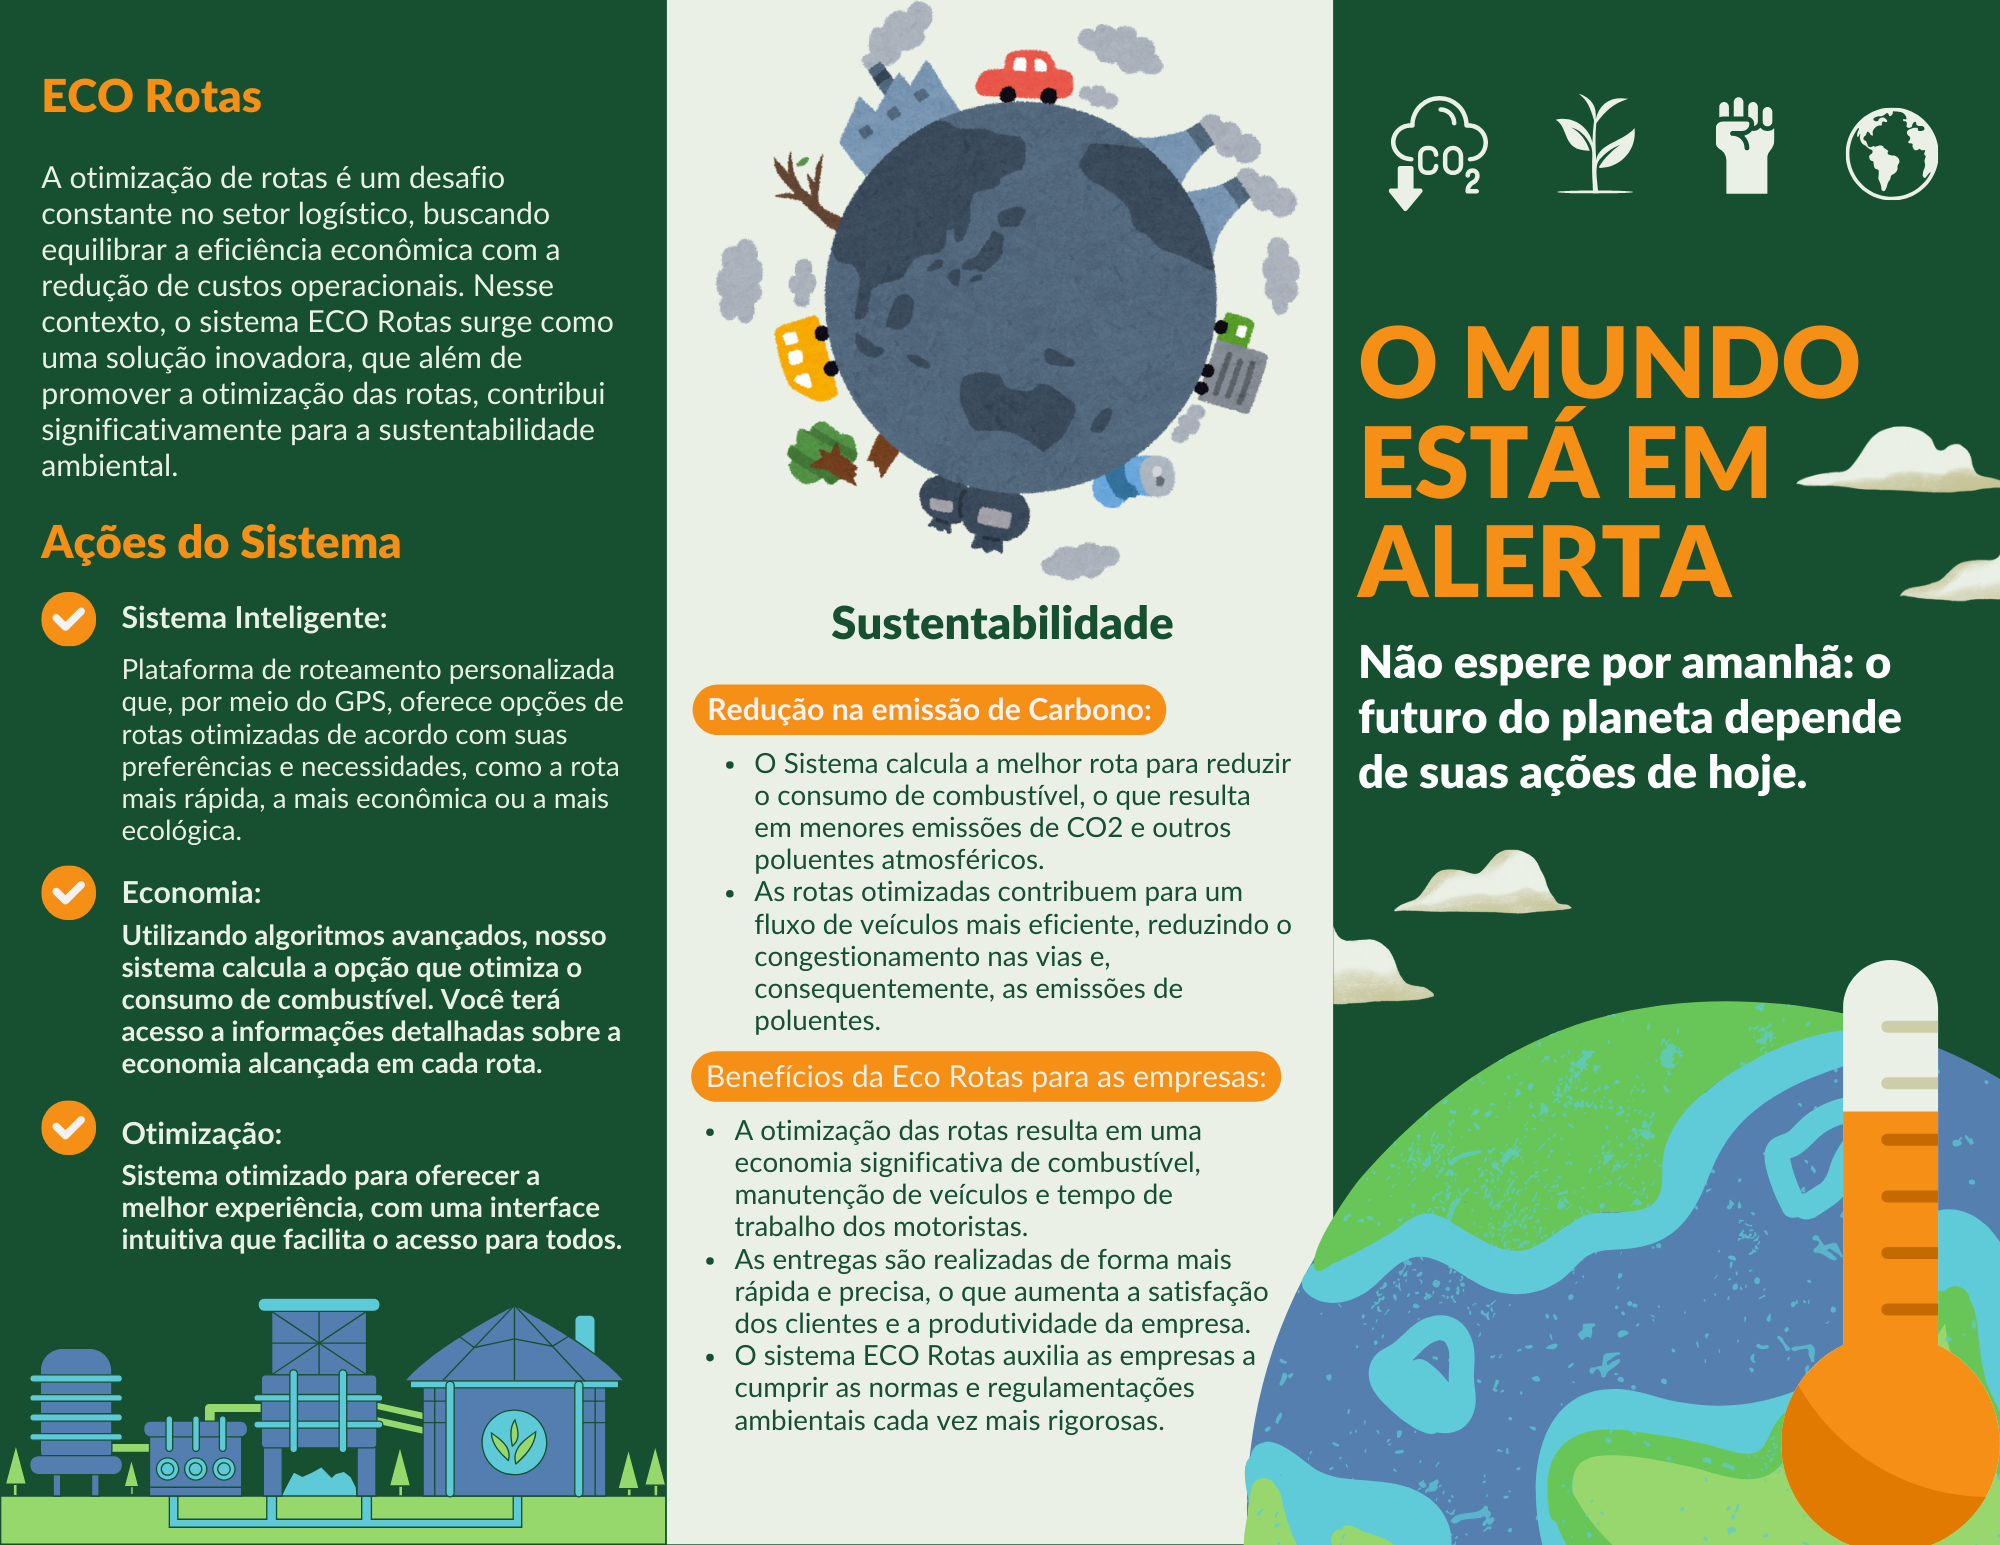 ECO Rotas
A otimização de rotas é um desafio
constante no setor logístico, buscando
equilibrar a eficiência econômica com a
redução de custos operacionais. Nesse
contexto, o sistema ECO Rotas surge como
uma solução inovadora, que além de
promover a otimização das rotas, contribui
significativamente para a sustentabilidade
ambiental.
Ações do Sistema
Sistema Inteligente:
Plataforma de roteamento personalizada
que, por meio do GPS, oferece opções de
rotas otimizadas de acordo com suas
preferências e necessidades, como a rota
mais rápida, a mais econômica ou a mais
ecológica.
Economia:
Utilizando algoritmos avançados, nosso
sistema calcula a opção que otimiza o
consumo de combustível. Você terá
acesso a informações detalhadas sobre a
economia alcançada em cada rota.
Otimização:
Sistema otimizado para oferecer a
melhor experiência, com uma interface
intuitiva que facilita o acesso para todos.
Sustentabilidade
Redução na emissão de Carbono:
• O Sistema calcula a melhor rota para reduzir
o consumo de combustível, o que resulta
em menores emissões de CO2 e outros
poluentes atmosféricos.
• As rotas otimizadas contribuem para um
fluxo de veículos mais eficiente, reduzindo o
congestionamento nas vias e,
consequentemente, as emissões de
poluentes.
Benefícios da Eco Rotas para as empresas:
• A otimização das rotas resulta em uma
economia significativa de combustível,
manutenção de veículos e tempo de
trabalho dos motoristas.
• As entregas são realizadas de forma mais
rápida e precisa, o que aumenta a satisfação
dos clientes e a produtividade da empresa.
• O sistema ECO Rotas auxilia as empresas a
cumprir as normas e regulamentações
ambientais cada vez mais rigorosas.
CO2
O MUNDO
ESTÁ EM
ALERTA
Não espere por amanhã: o
futuro do planeta depende
de suas ações de hoje.